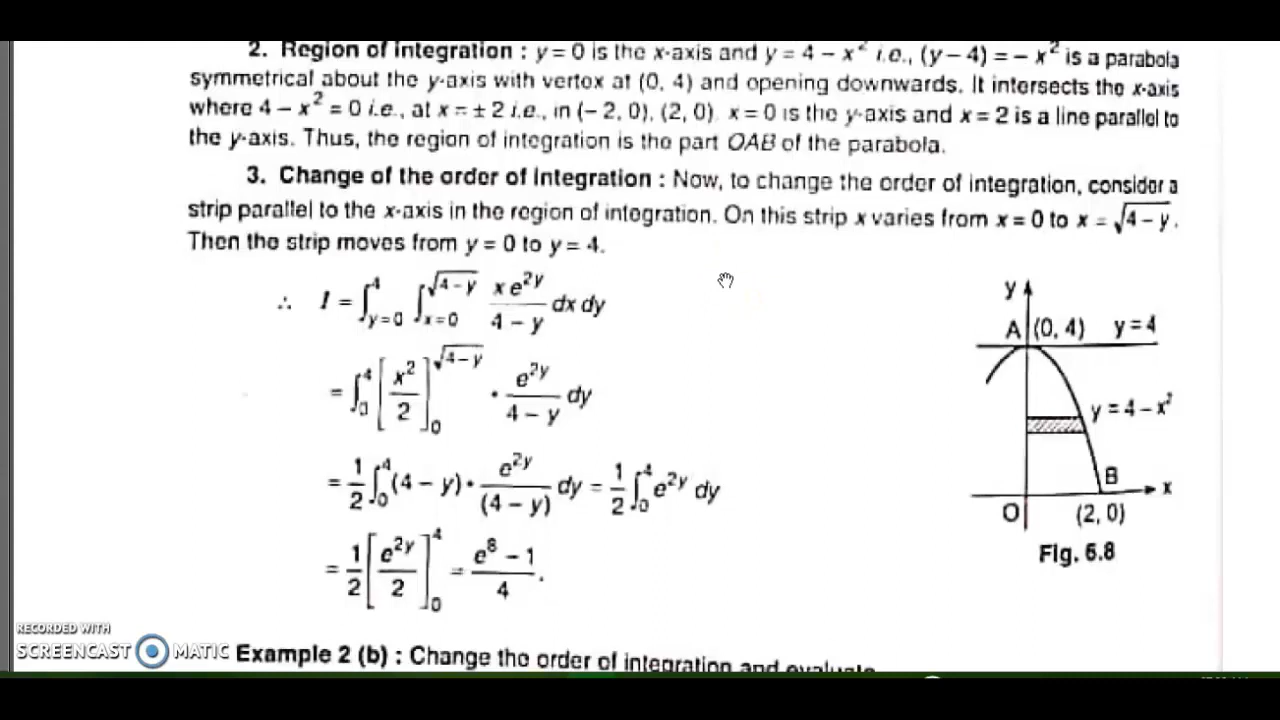 2. Region of integration : y = 0 is the x-axis and y = 4 – x² i.e., (y – 4) = – x² is a parabola
symmetrical about the y-axis with vertex at (0, 4) and opening downwards. It intersects the x-axis
where 4 – x² = 0 i.e., at x = ± 2 i.e., in (– 2, 0), (2, 0). x = 0 is the y-axis and x = 2 is a line parallel to
the y-axis. Thus, the region of integration is the part OAB of the parabola.
3. Change of the order of Integration : Now, to change the order of integration, consider a
strip parallel to the x-axis in the region of integration. On this strip x varies from x = 0 to x = √(4 – y).
Then the strip moves from y = 0 to y = 4.
∴ I = ∫_{y=0}^{4} ∫_{x=0}^{√(4–y)} (x e^{2y})/(4 – y) dx dy
= ∫_0^4 [x²/2]_0^{√(4–y)} · e^{2y}/(4 – y) dy
= 1/2 ∫_0^4 (4 – y) · e^{2y}/(4 – y) dy = 1/2 ∫_0^4 e^{2y} dy
= 1/2 [e^{2y}/2]_0^4 = (e^8 – 1)/4.
y
A (0, 4) y = 4
y = 4 – x²
B
x
O (2, 0)
Fig. 6.8
RECORDED WITH
SCREENCAST MATIC
Example 2 (b) : Change the order of integration and evaluate